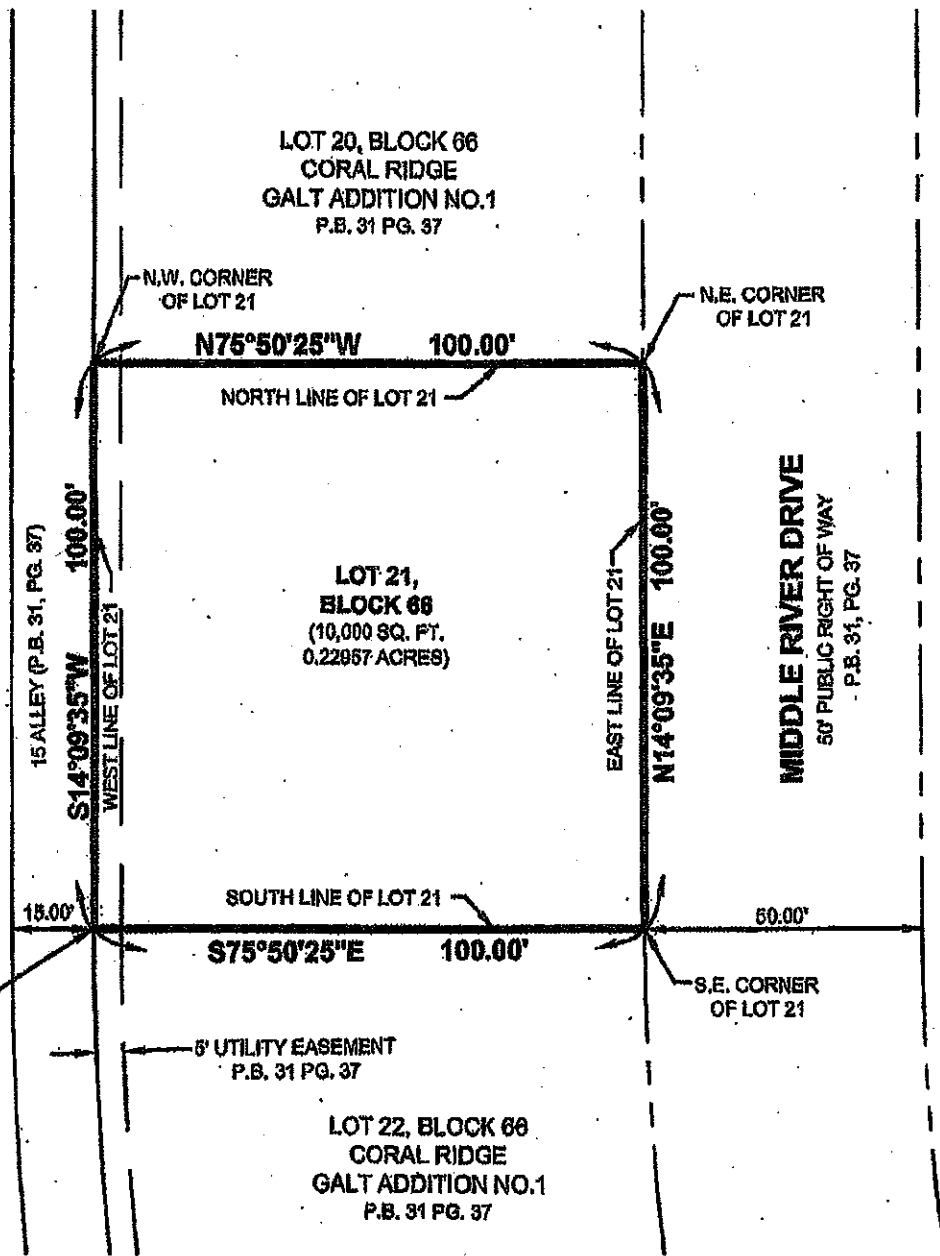 LOT 20, BLOCK 66
CORAL RIDGE
GALT ADDITION NO.1
P.B. 31 PG. 37
N.W. CORNER
OF LOT 21
N.E. CORNER
OF LOT 21
N75°50'25"W 100.00'
NORTH LINE OF LOT 21
15 ALLEY (P.B. 31, PG. 37)
S14°09'35"W 100.00'
WEST LINE OF LOT 21
LOT 21,
BLOCK 66
(10,000 SQ. FT.
0.22957 ACRES)
EAST LINE OF LOT 21
N14°09'35"E 100.00'
MIDDLE RIVER DRIVE
50' PUBLIC RIGHT OF WAY
P.B. 31, PG. 37
SOUTH LINE OF LOT 21
15.00'
50.00'
S75°50'25"E 100.00'
S.E. CORNER
OF LOT 21
5' UTILITY EASEMENT
P.B. 31 PG. 37
LOT 22, BLOCK 66
CORAL RIDGE
GALT ADDITION NO.1
P.B. 31 PG. 37